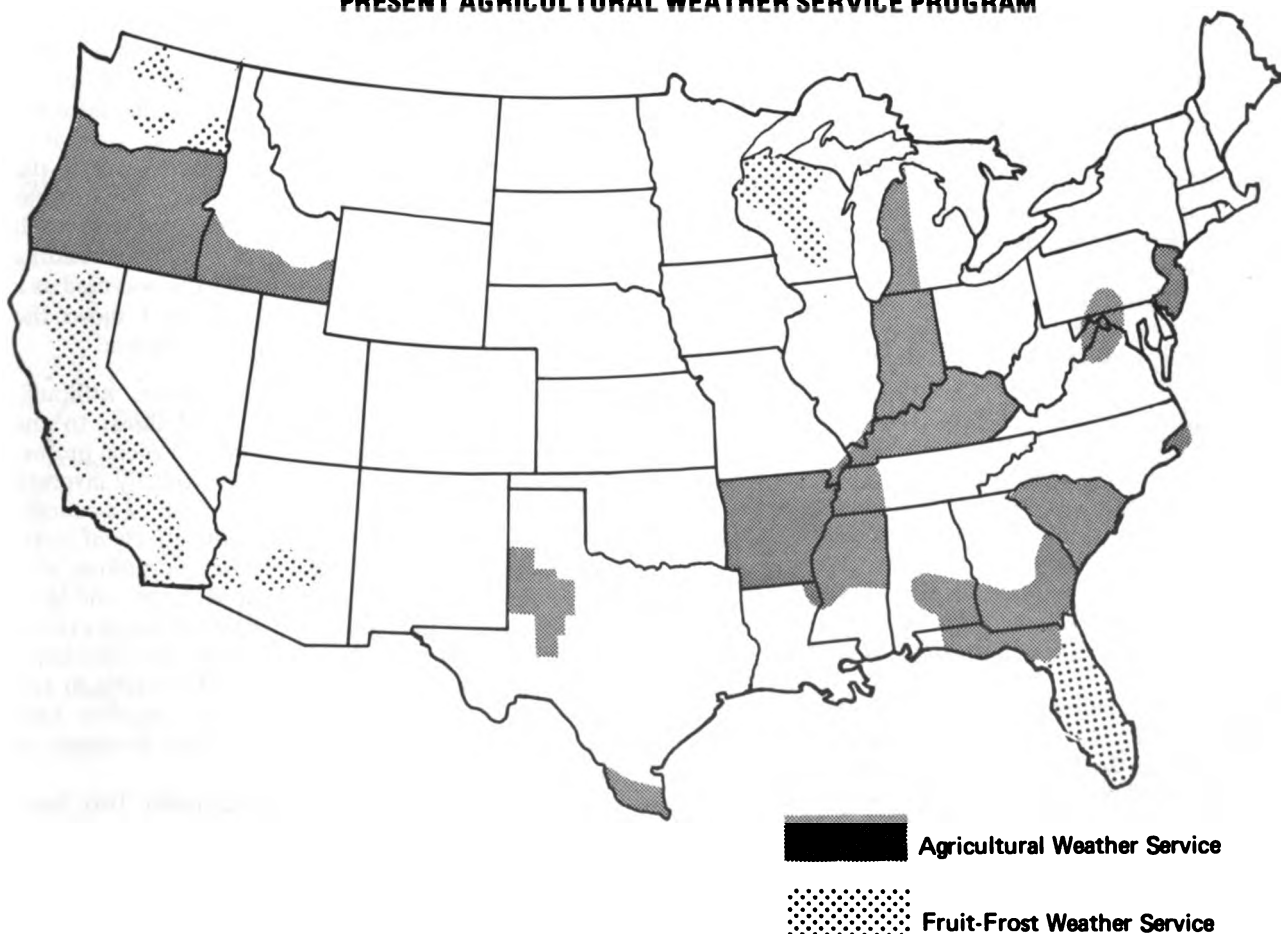 PRESENT AGRICULTURAL WEATHER SERVICE PROGRAM
Agricultural Weather Service
Fruit-Frost Weather Service